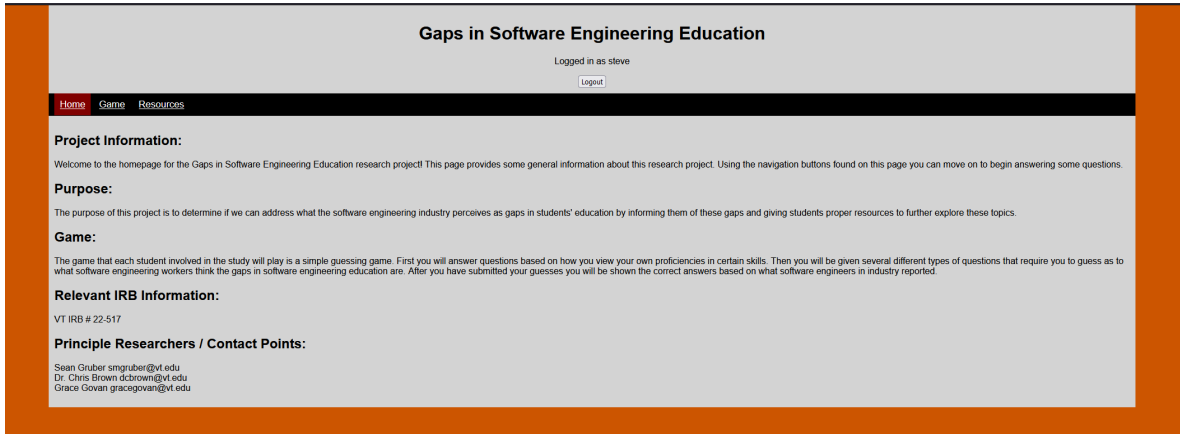 Gaps in Software Engineering Education
Logged in as steve
Logout
Home Game Resources
Project Information:
Welcome to the homepage for the Gaps in Software Engineering Education research project! This page provides some general information about this research project. Using the navigation buttons found on this page you can move on to begin answering some questions.
Purpose:
The purpose of this project is to determine if we can address what the software engineering industry perceives as gaps in students' education by informing them of these gaps and giving students proper resources to further explore these topics.
Game:
The game that each student involved in the study will play is a simple guessing game. First you will answer questions based on how you view your own proficiencies in certain skills. Then you will be given several different types of questions that require you to guess as to
what software engineering workers think the gaps in software engineering education are. After you have submitted your guesses you will be shown the correct answers based on what software engineers in industry reported.
Relevant IRB Information:
VT IRB # 22-517
Principle Researchers / Contact Points:
Sean Gruber smgruber@vt.edu
Dr. Chris Brown dcbrown@vt.edu
Grace Govan gracegovan@vt.edu